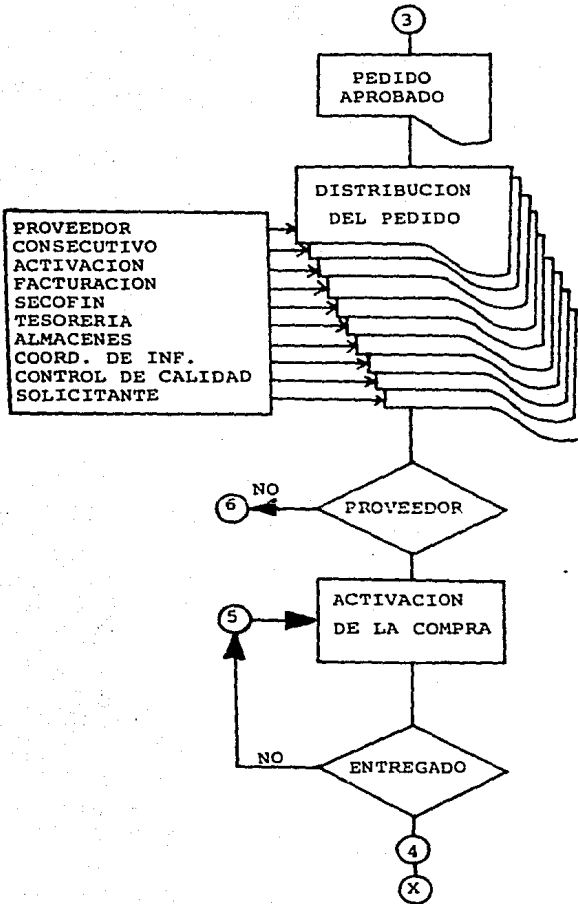 3
PEDIDO
APROBADO
DISTRIBUCION
DEL PEDIDO
PROVEEDOR
CONSECUTIVO
ACTIVACION
FACTURACION
SECOFIN
TESORERIA
ALMACENES
COORD. DE INF.
CONTROL DE CALIDAD
SOLICITANTE
NO
6
PROVEEDOR
ACTIVACION
DE LA COMPRA
5
NO
ENTREGADO
4
X